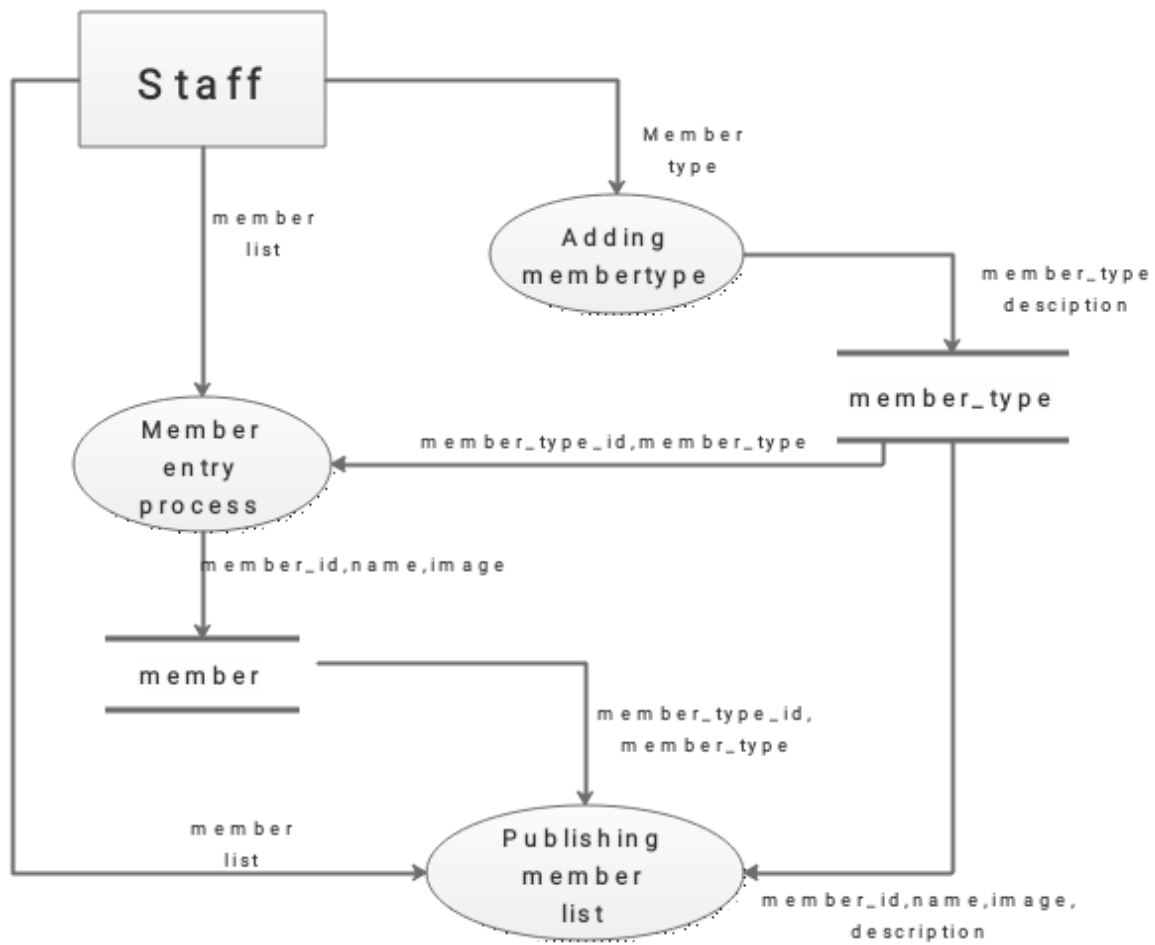 Staff
Member
type
member
list
Adding
membertype
member_type
desciption
member_type
Member
entry
process
member_type_id,member_type
member_id,name,image
member
member_type_id,
member_type
member
list
Publishing
member
list
member_id,name,image,
description